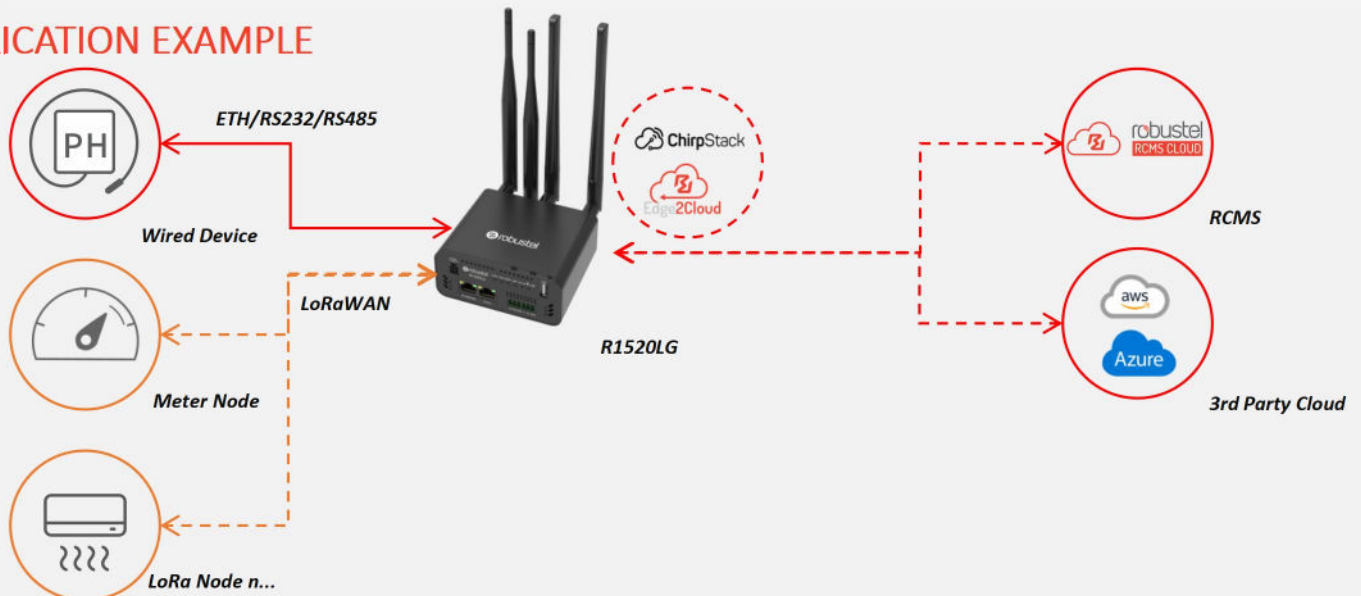 ICATION EXAMPLE
PH
ETH/RS232/RS485
Wired Device
LoRaWAN
Meter Node
LoRa Node n...
robustel
R1520LG
ChirpStack
Edge2Cloud
robustel
RCMS CLOUD
RCMS
aws
Azure
3rd Party Cloud